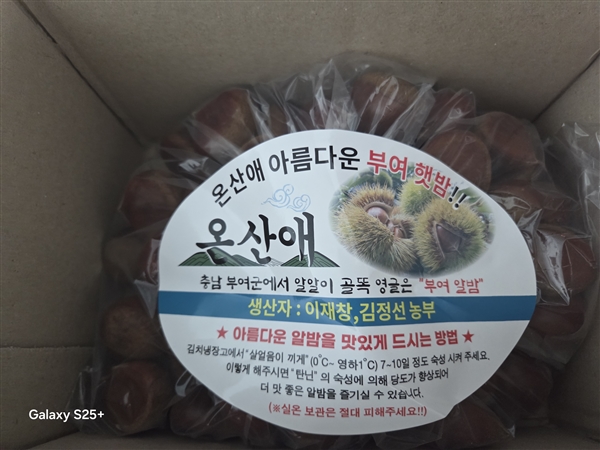 온산애 아름다운 부여 햇밤!!
온산애
충남 부여군에서 알알이 골똑 영글은 "부여 알밤"
생산자 : 이재창,김정선 농부
★ 아름다운 알밤을 맛있게 드시는 방법 ★
김치냉장고에서 "살얼음이 끼게" (0℃~ 영하1℃) 7~10일 정도 숙성 시켜 주세요.
이렇게 해주시면 "탄닌" 의 숙성에 의해 당도가 향상되어
더 맛 좋은 알밤을 즐기실 수 있습니다.
(※실온 보관은 절대 피해주세요!!)
Galaxy S25+